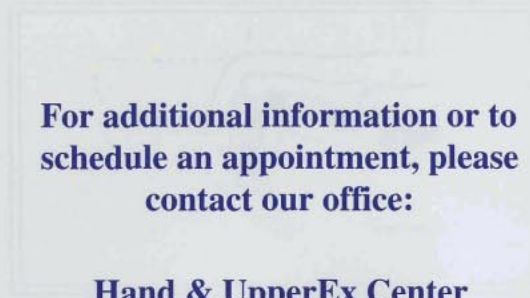 For additional information or to
schedule an appointment, please
contact our office:
Hand & UpperEx Center